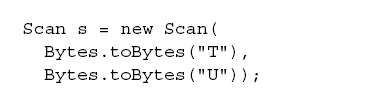 Scan s = new Scan(
  Bytes.toBytes("T"),
  Bytes.toBytes("U"));